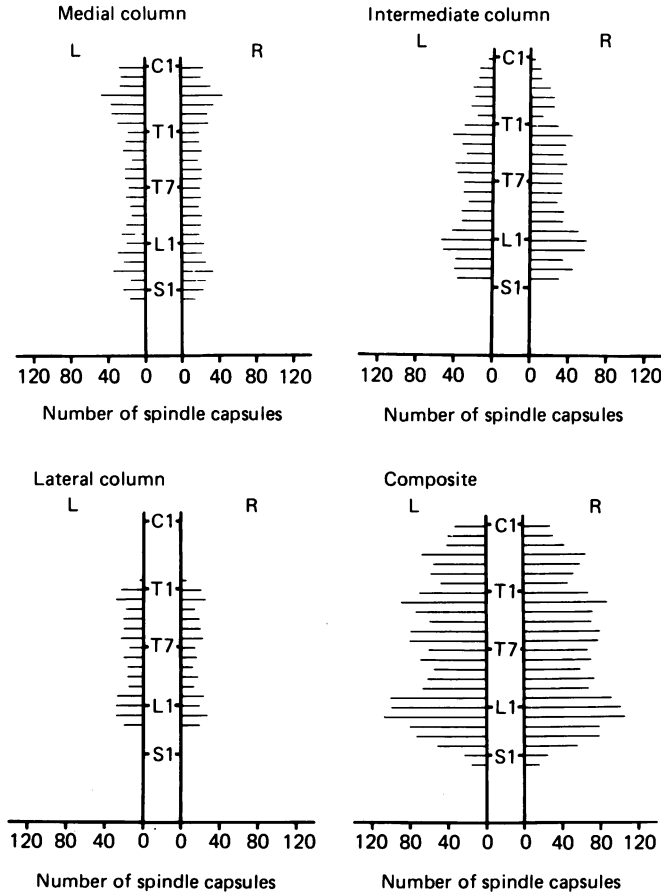 Medial column
L R
C1
T1
T7
L1
S1
120 80 40 0 0 40 80 120
Number of spindle capsules
Intermediate column
L R
C1
T1
T7
L1
S1
120 80 40 0 0 40 80 120
Number of spindle capsules
Lateral column
L R
C1
T1
T7
L1
S1
120 80 40 0 0 40 80 120
Number of spindle capsules
Composite
L R
C1
T1
T7
L1
S1
120 80 40 0 0 40 80 120
Number of spindle capsules